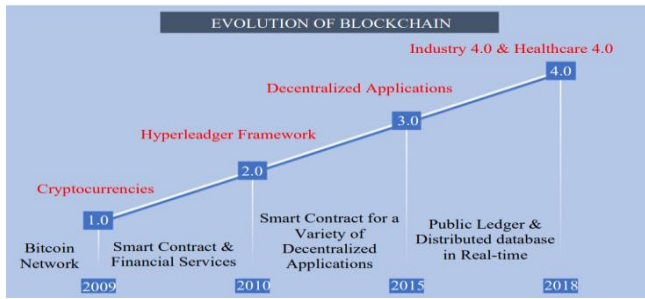 EVOLUTION OF BLOCKCHAIN
Industry 4.0 & Healthcare 4.0
4.0
Decentralized Applications
3.0
Hyperleadger Framework
2.0
Cryptocurrencies
1.0
Bitcoin
Network
Smart Contract &
Financial Services
Smart Contract for a
Variety of
Decentralized
Applications
Public Ledger &
Distributed database
in Real-time
2009
2010
2015
2018